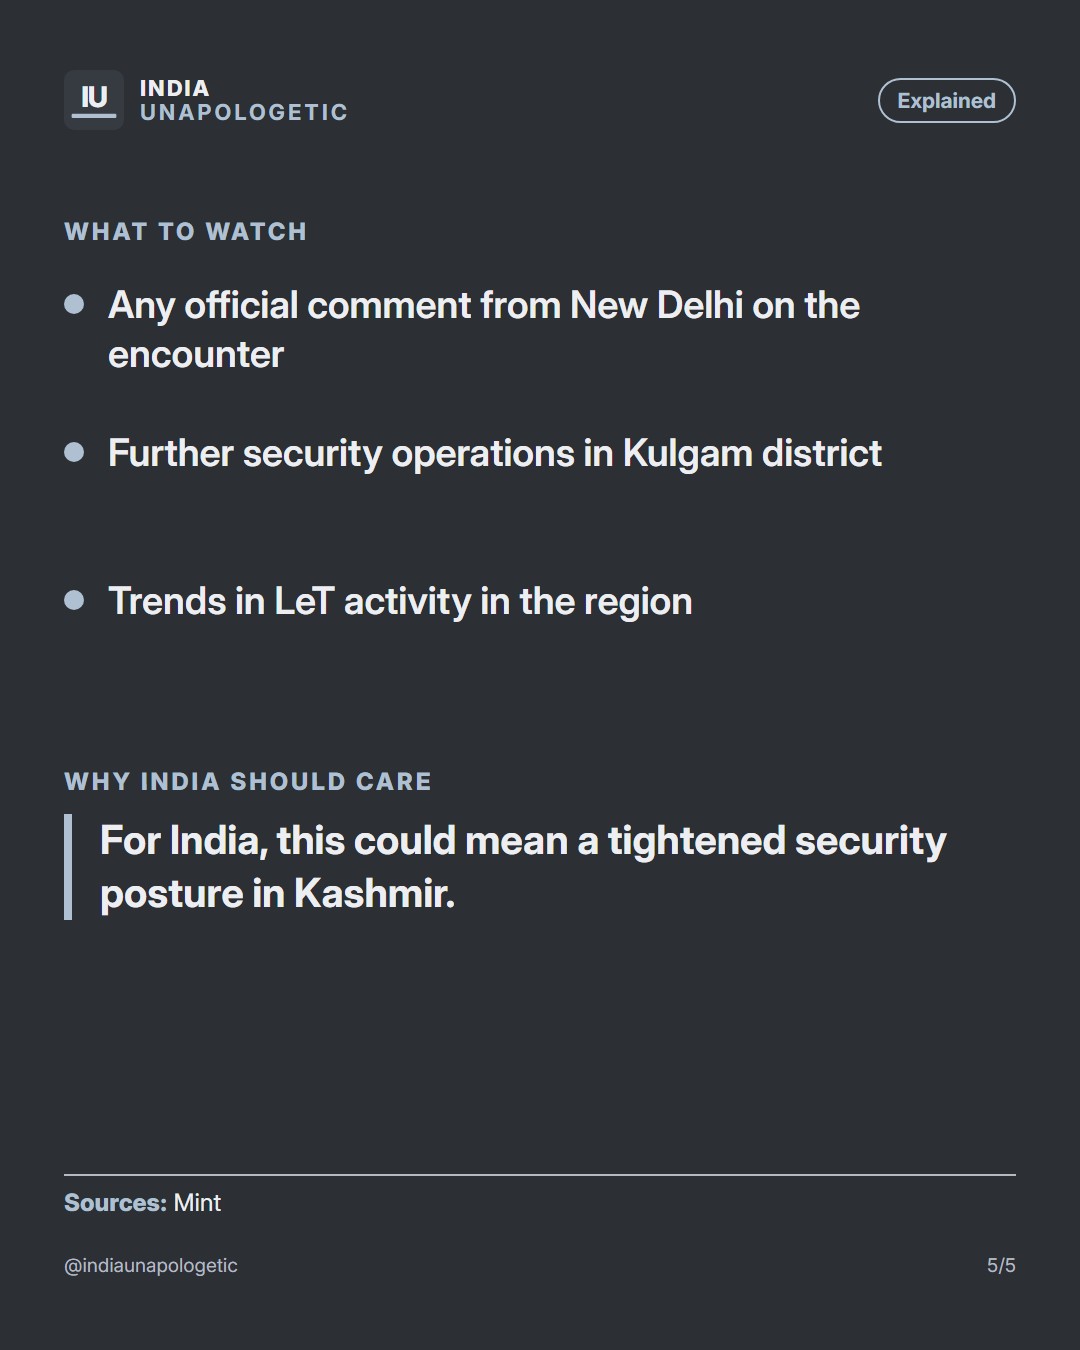 IU
INDIA
UNAPOLOGETIC
Explained
WHAT TO WATCH
Any official comment from New Delhi on the
encounter
Further security operations in Kulgam district
Trends in LeT activity in the region
WHY INDIA SHOULD CARE
For India, this could mean a tightened security
posture in Kashmir.
Sources: Mint
@indiaunapologetic
5/5